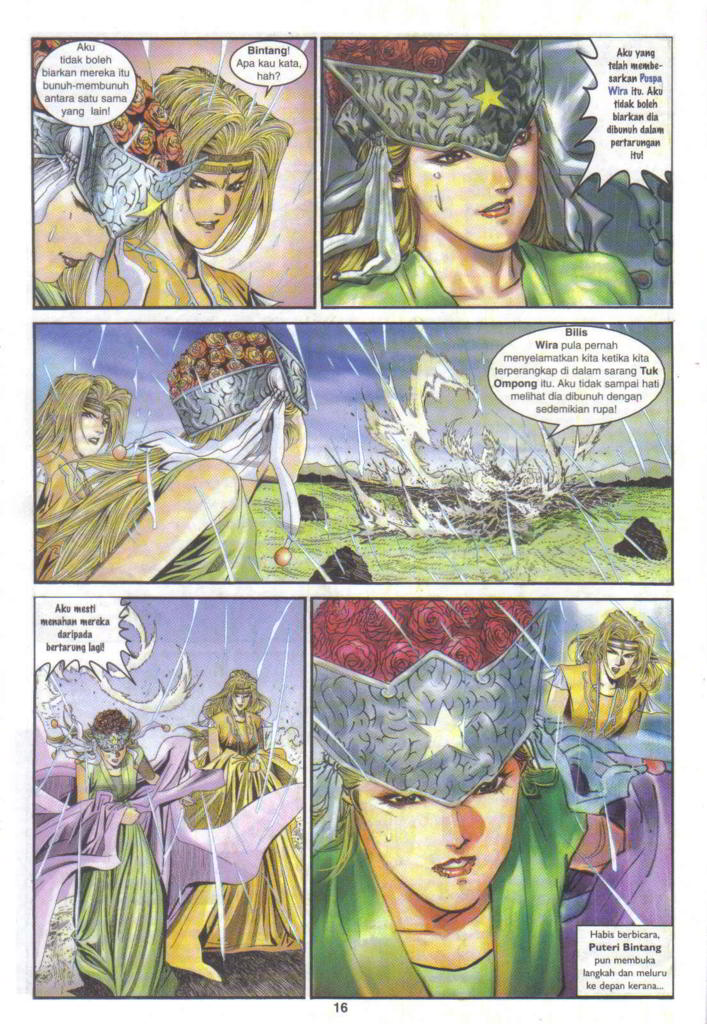 Aku
tidak boleh
biarkan mereka itu
bunuh-membunuh
antara satu sama
yang lain!
Bintang!
Apa kau kata,
hah?
Aku yang
telah membe-
sarkan Puspa
Wira itu. Aku
tidak boleh
biarkan dia
dibunuh dalam
pertarungan
itu!
Bilis
Wira pula pernah
menyelamatkan kita ketika kita
terperangkap di dalam sarang Tuk
Ompong itu. Aku tidak sampai hati
melihat dia dibunuh dengan
sedemikian rupa!
Aku mesti
menahan mereka
daripada
bertarung lagi!
Habis berbicara,
Puteri Bintang
pun membuka
langkah dan meluru
ke depan kerana...
16